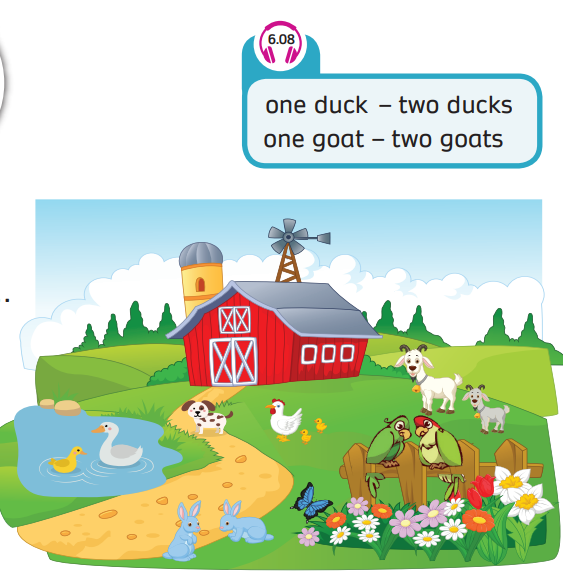 6.08
one duck – two ducks
one goat – two goats
.